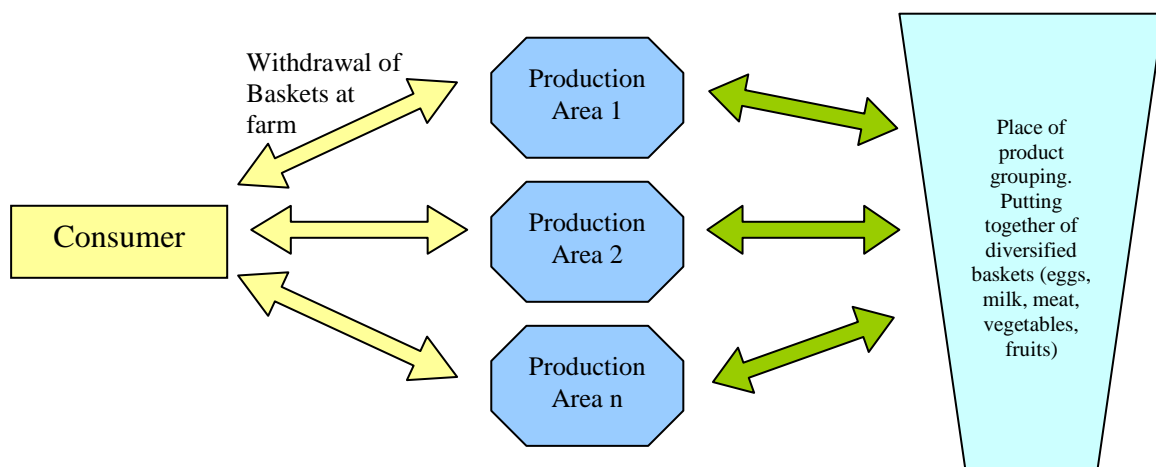 Withdrawal of
Baskets at
farm
Consumer
Production
Area 1
Production
Area 2
Production
Area n
Place of
product
grouping.
Putting
together of
diversified
baskets (eggs,
milk, meat,
vegetables,
fruits)